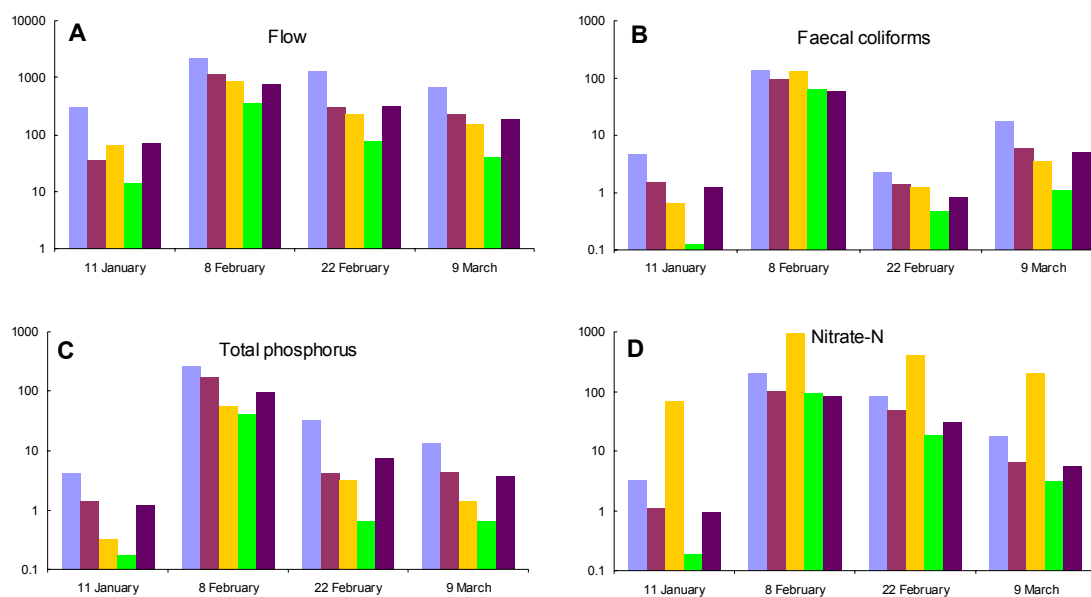 A
Flow
10000
1000
100
10
1
11 January
8 February
22 February
9 March
B
Faecal coliforms
1000
100
10
1
0.1
11 January
8 February
22 February
9 March
C
Total phosphorus
1000
100
10
1
0.1
11 January
8 February
22 February
9 March
D
Nitrate-N
1000
100
10
1
0.1
11 January
8 February
22 February
9 March